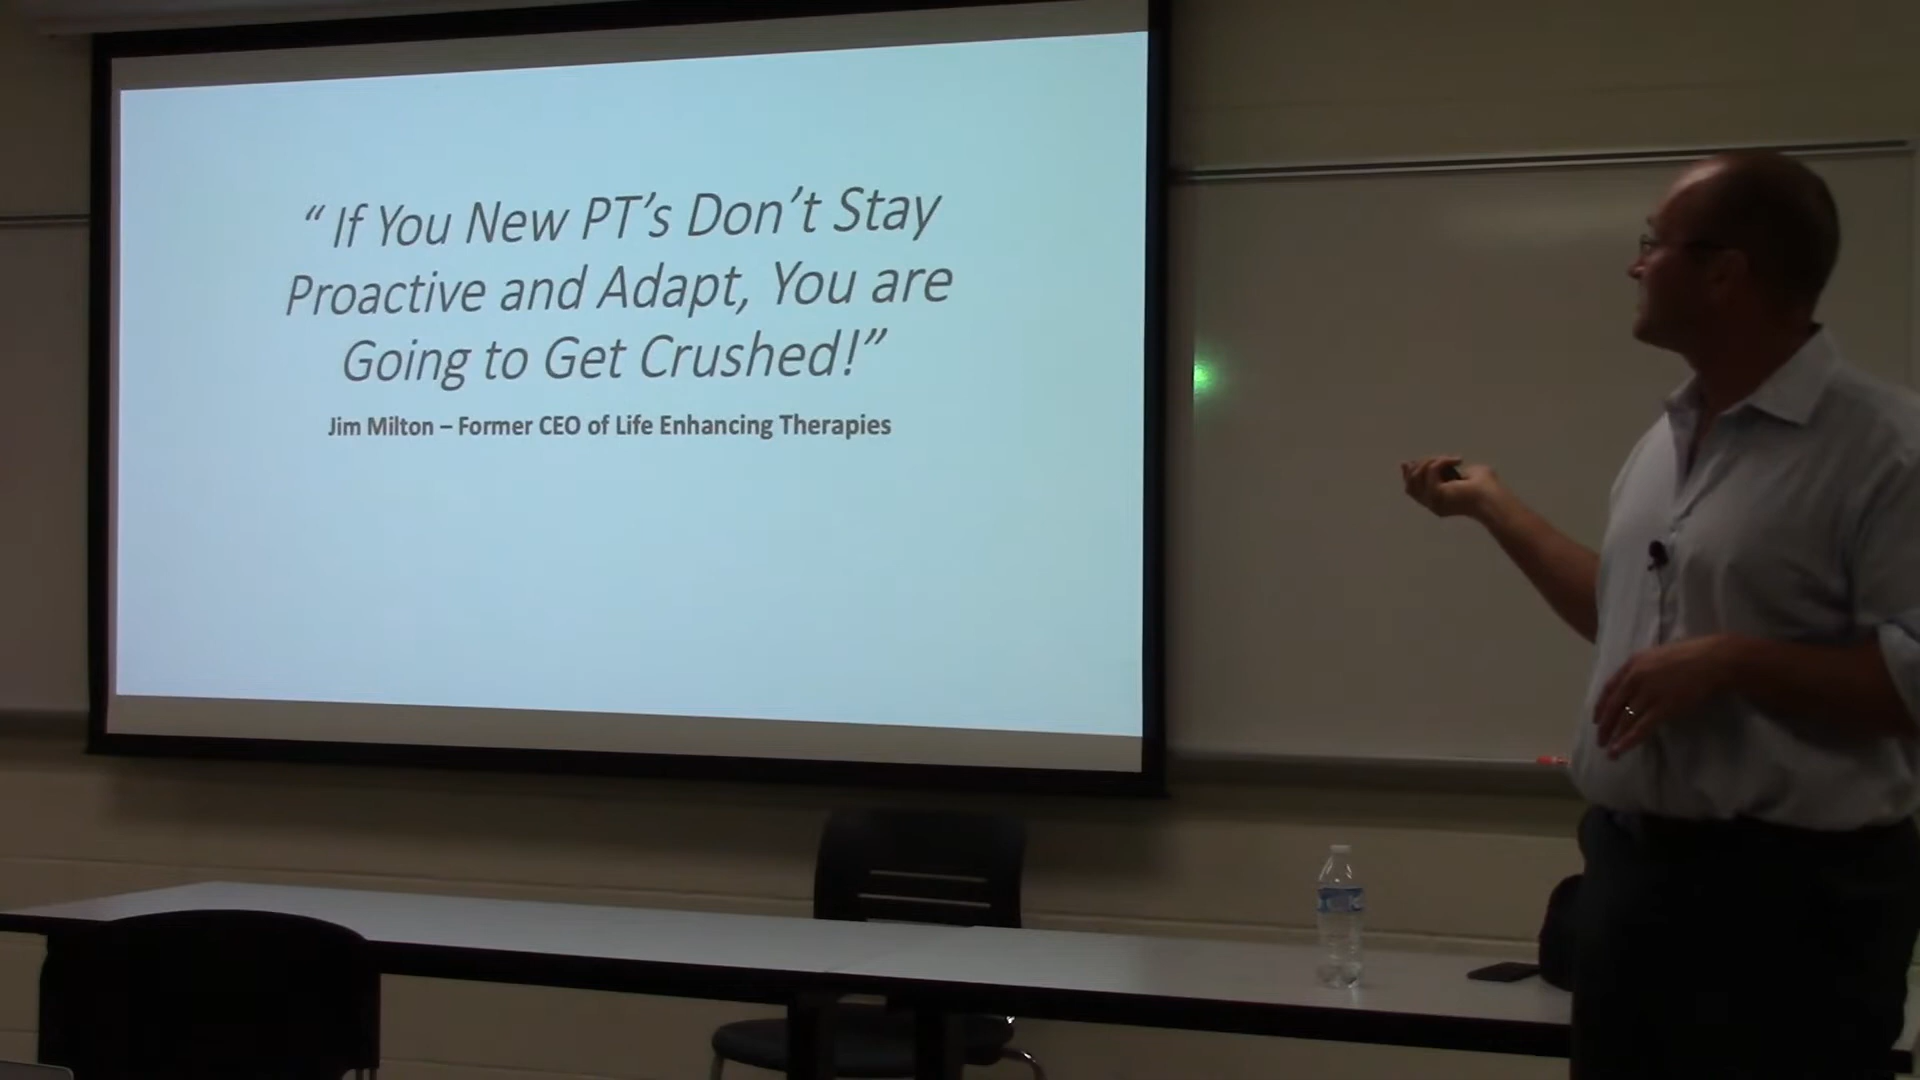 “ If You New PT’s Don’t Stay
Proactive and Adapt, You are
Going to Get Crushed!”
Jim Milton – Former CEO of Life Enhancing Therapies